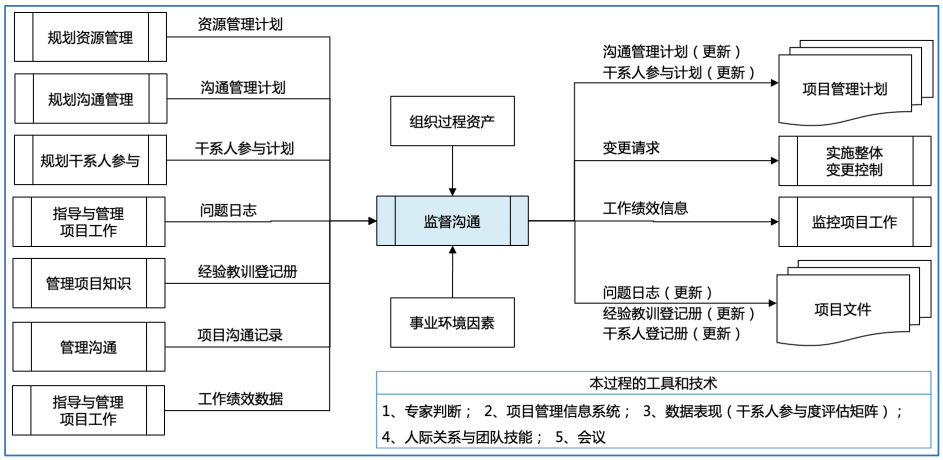 规划资源管理
资源管理计划
规划沟通管理
沟通管理计划
规划干系人参与
干系人参与计划
指导与管理
项目工作
问题日志
管理项目知识
经验教训登记册
管理沟通
项目沟通记录
指导与管理
项目工作
工作绩效数据
组织过程资产
监督沟通
事业环境因素
沟通管理计划（更新）
干系人参与计划（更新）
项目管理计划
变更请求
实施整体
变更控制
工作绩效信息
监控项目工作
问题日志（更新）
经验教训登记册（更新）
干系人登记册（更新）
项目文件
本过程的工具和技术
1、专家判断； 2、项目管理信息系统； 3、数据表现（干系人参与度评估矩阵）；
4、人际关系与团队技能； 5、会议